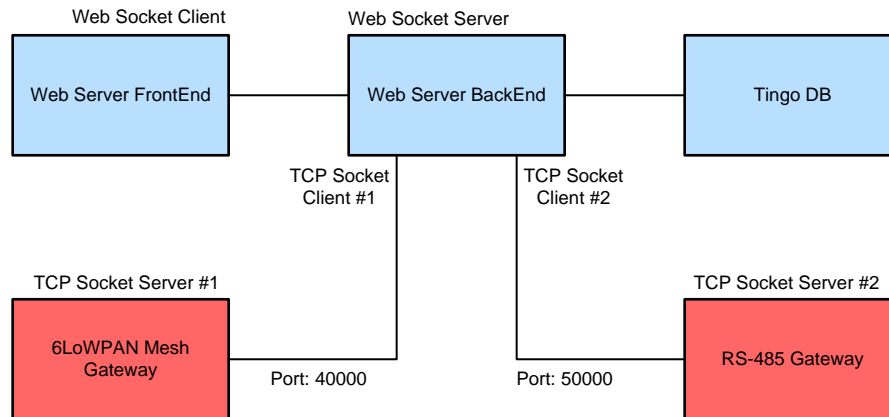 Web Socket Client
Web Socket Server
Web Server FrontEnd
Web Server BackEnd
Tingo DB
TCP Socket
Client #1
TCP Socket
Client #2
TCP Socket Server #1
TCP Socket Server #2
6LoWPAN Mesh
Gateway
RS-485 Gateway
Port: 40000
Port: 50000